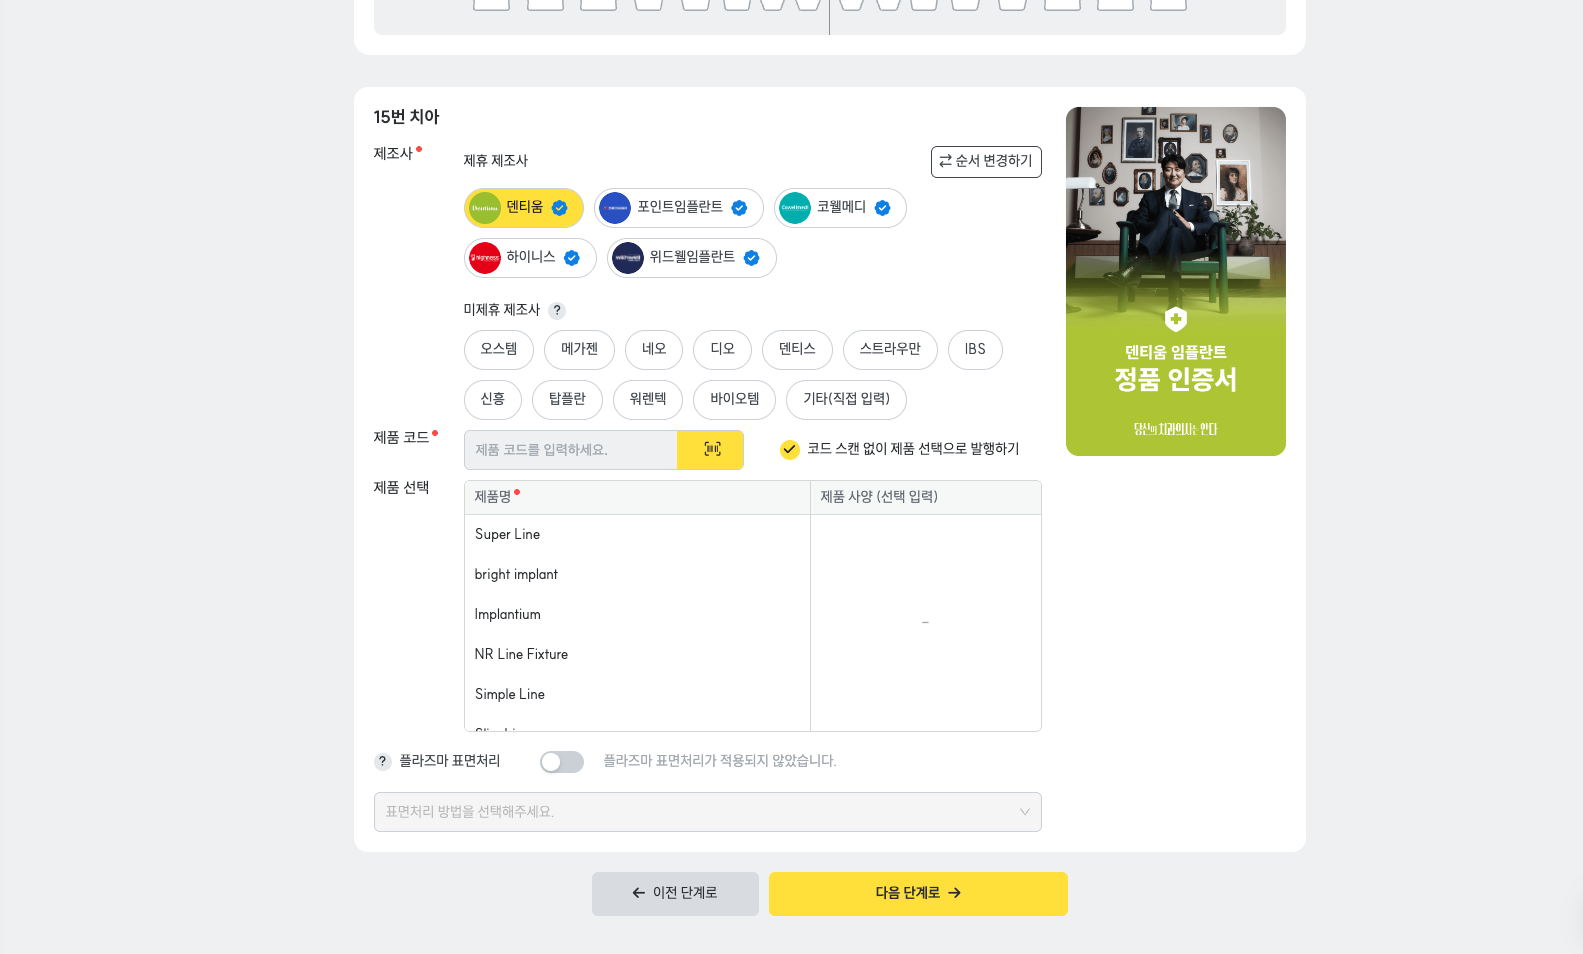 15번 치아
제조사
제휴 제조사
순서 변경하기
덴티움
포인트임플란트
코웰메디
하이니스
위드웰임플란트
미제휴 제조사 ?
오스템
메가젠
네오
디오
덴티스
스트라우만
IBS
신흥
탑플란
워렌텍
바이오템
기타(직접 입력)
제품 코드
제품 코드를 입력하세요.
코드 스캔 없이 제품 선택으로 발행하기
제품 선택
제품명
제품 사양 (선택 입력)
Super Line
bright implant
Implantium
NR Line Fixture
Simple Line
–
? 플라즈마 표면처리
플라즈마 표면처리가 적용되지 않았습니다.
표면처리 방법을 선택해주세요.
이전 단계로
다음 단계로
덴티움 임플란트
정품 인증서
당신의 치과의사는 안다